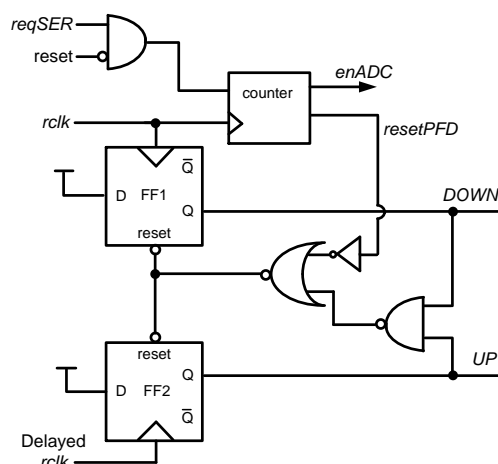 reqSER
reset
enADC
counter
resetPFD
rclk
Q
D FF1
Q
DOWN
reset
reset
UP
D FF2 Q
Q
Delayed
rclk